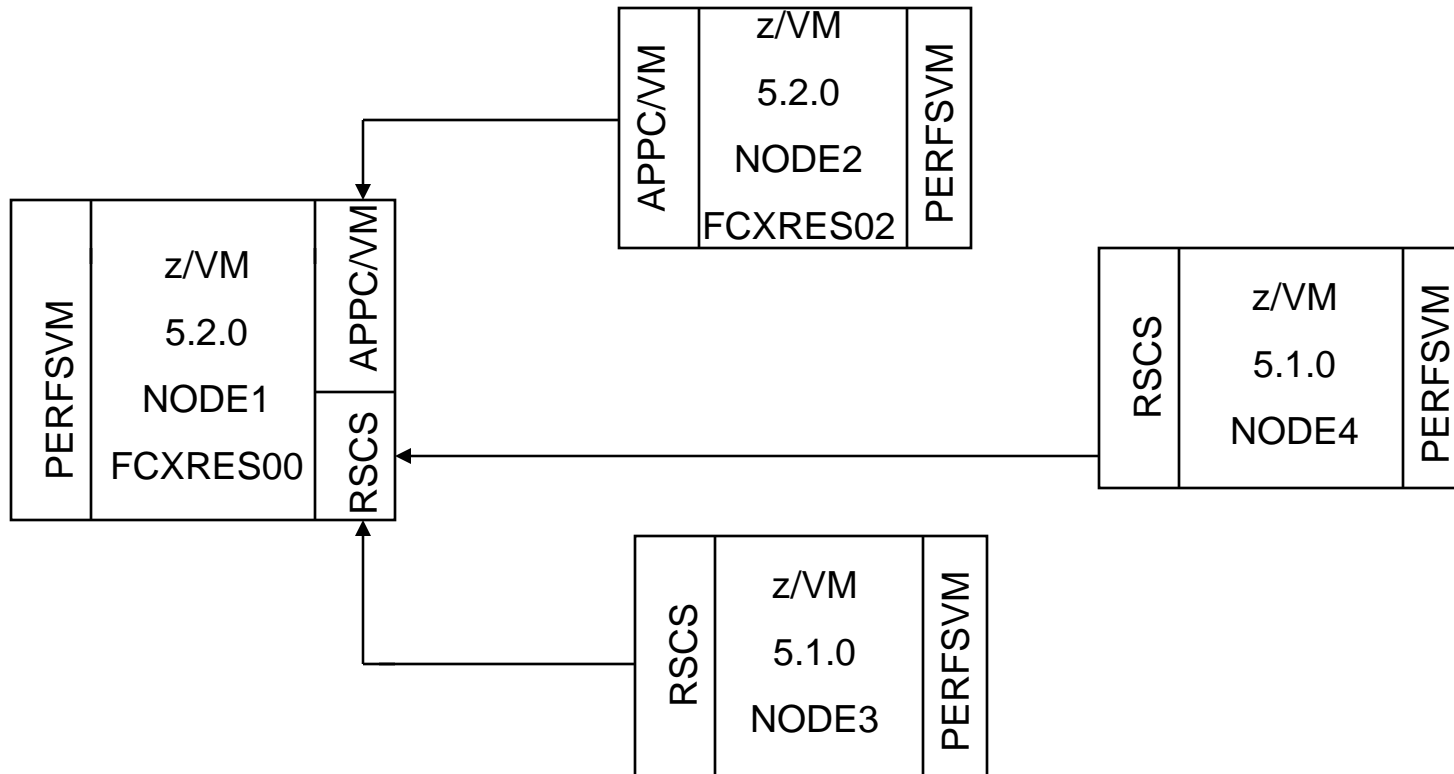 APPC/VM
z/VM
5.2.0
NODE2
FCXRES02
PERFSVM
PERFSVM
z/VM
5.2.0
NODE1
FCXRES00
APPC/VM
RSCS
RSCS
z/VM
5.1.0
NODE4
PERFSVM
RSCS
z/VM
5.1.0
NODE3
PERFSVM